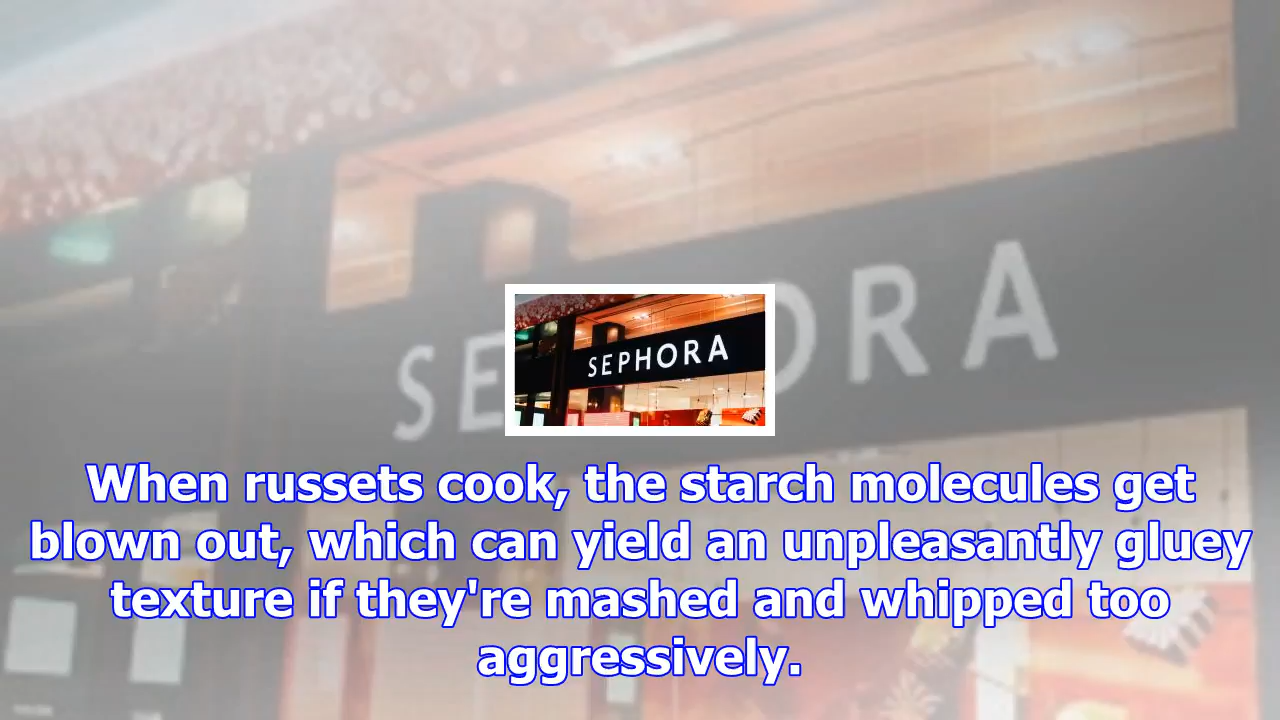 SEPHORA
SEPHORA
When russets cook, the starch molecules get
blown out, which can yield an unpleasantly gluey
texture if they're mashed and whipped too
aggressively.